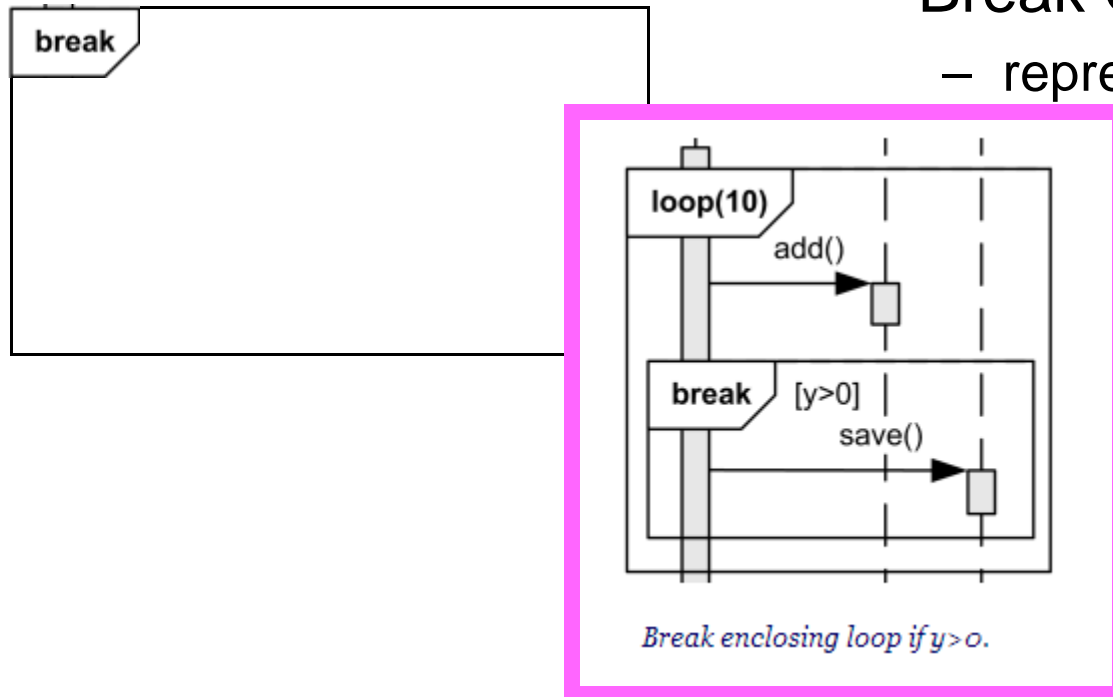 break
– repre
loop(10)
add()
break [y>0]
save()
Break enclosing loop if y>0.